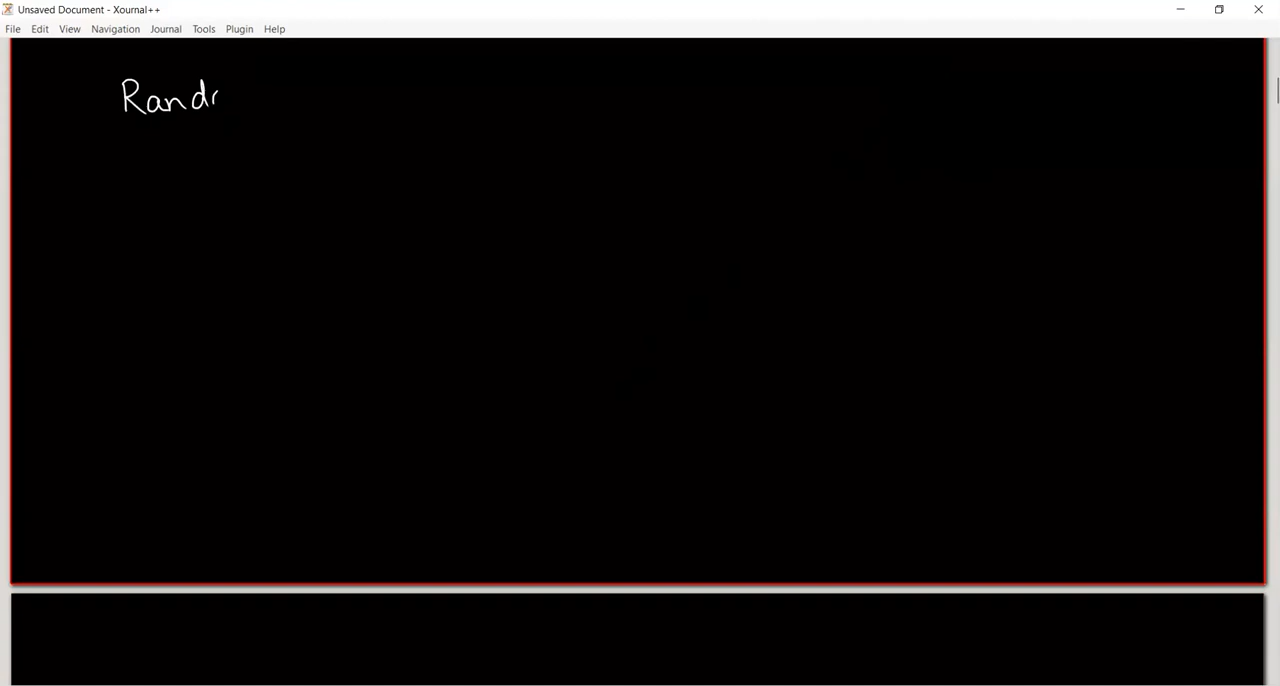 Unsaved Document - Xournal++
File Edit View Navigation Journal Tools Plugin Help
Rand